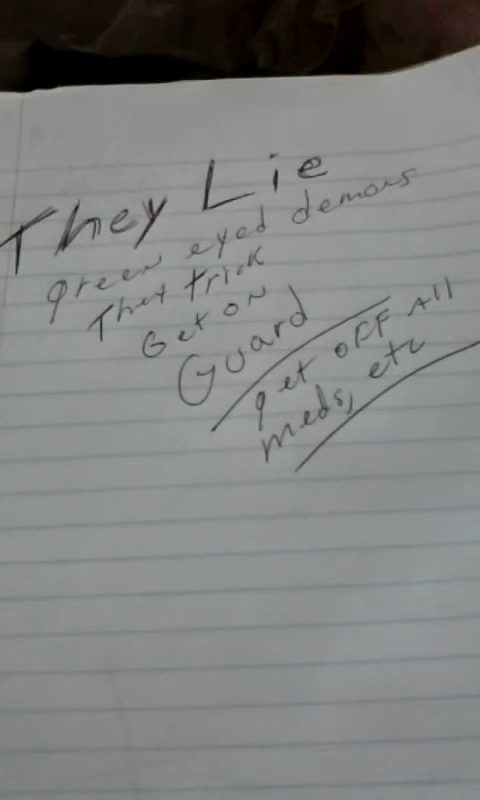 They Lie
green eyed demons
That trick
Get on
Guard
get off All
meds, etc